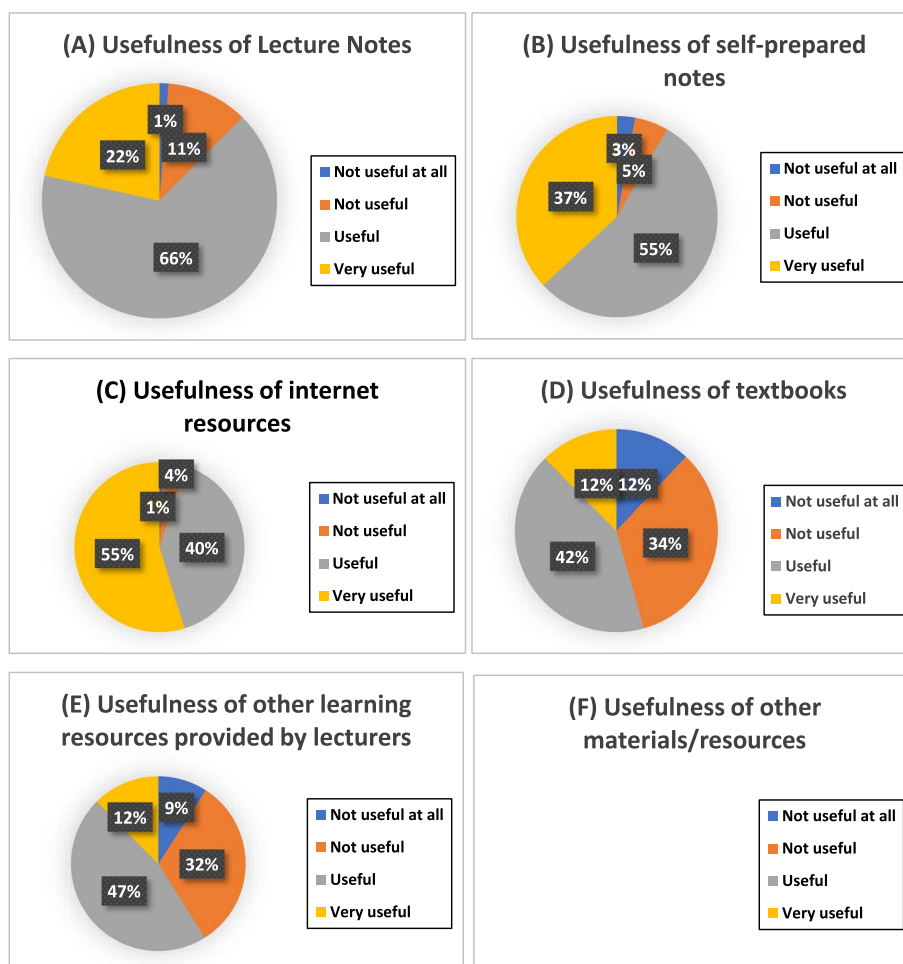 (A) Usefulness of Lecture Notes
1%
11%
22%
66%
Not useful at all
Not useful
Useful
Very useful
(B) Usefulness of self-prepared
notes
3%
5%
37%
55%
Not useful at all
Not useful
Useful
Very useful
(C) Usefulness of internet
resources
4%
1%
55%
40%
Not useful at all
Not useful
Useful
Very useful
(D) Usefulness of textbooks
12%
12%
34%
42%
Not useful at all
Not useful
Useful
Very useful
(E) Usefulness of other learning
resources provided by lecturers
9%
12%
32%
47%
Not useful at all
Not useful
Useful
Very useful
(F) Usefulness of other
materials/resources
Not useful at all
Not useful
Useful
Very useful